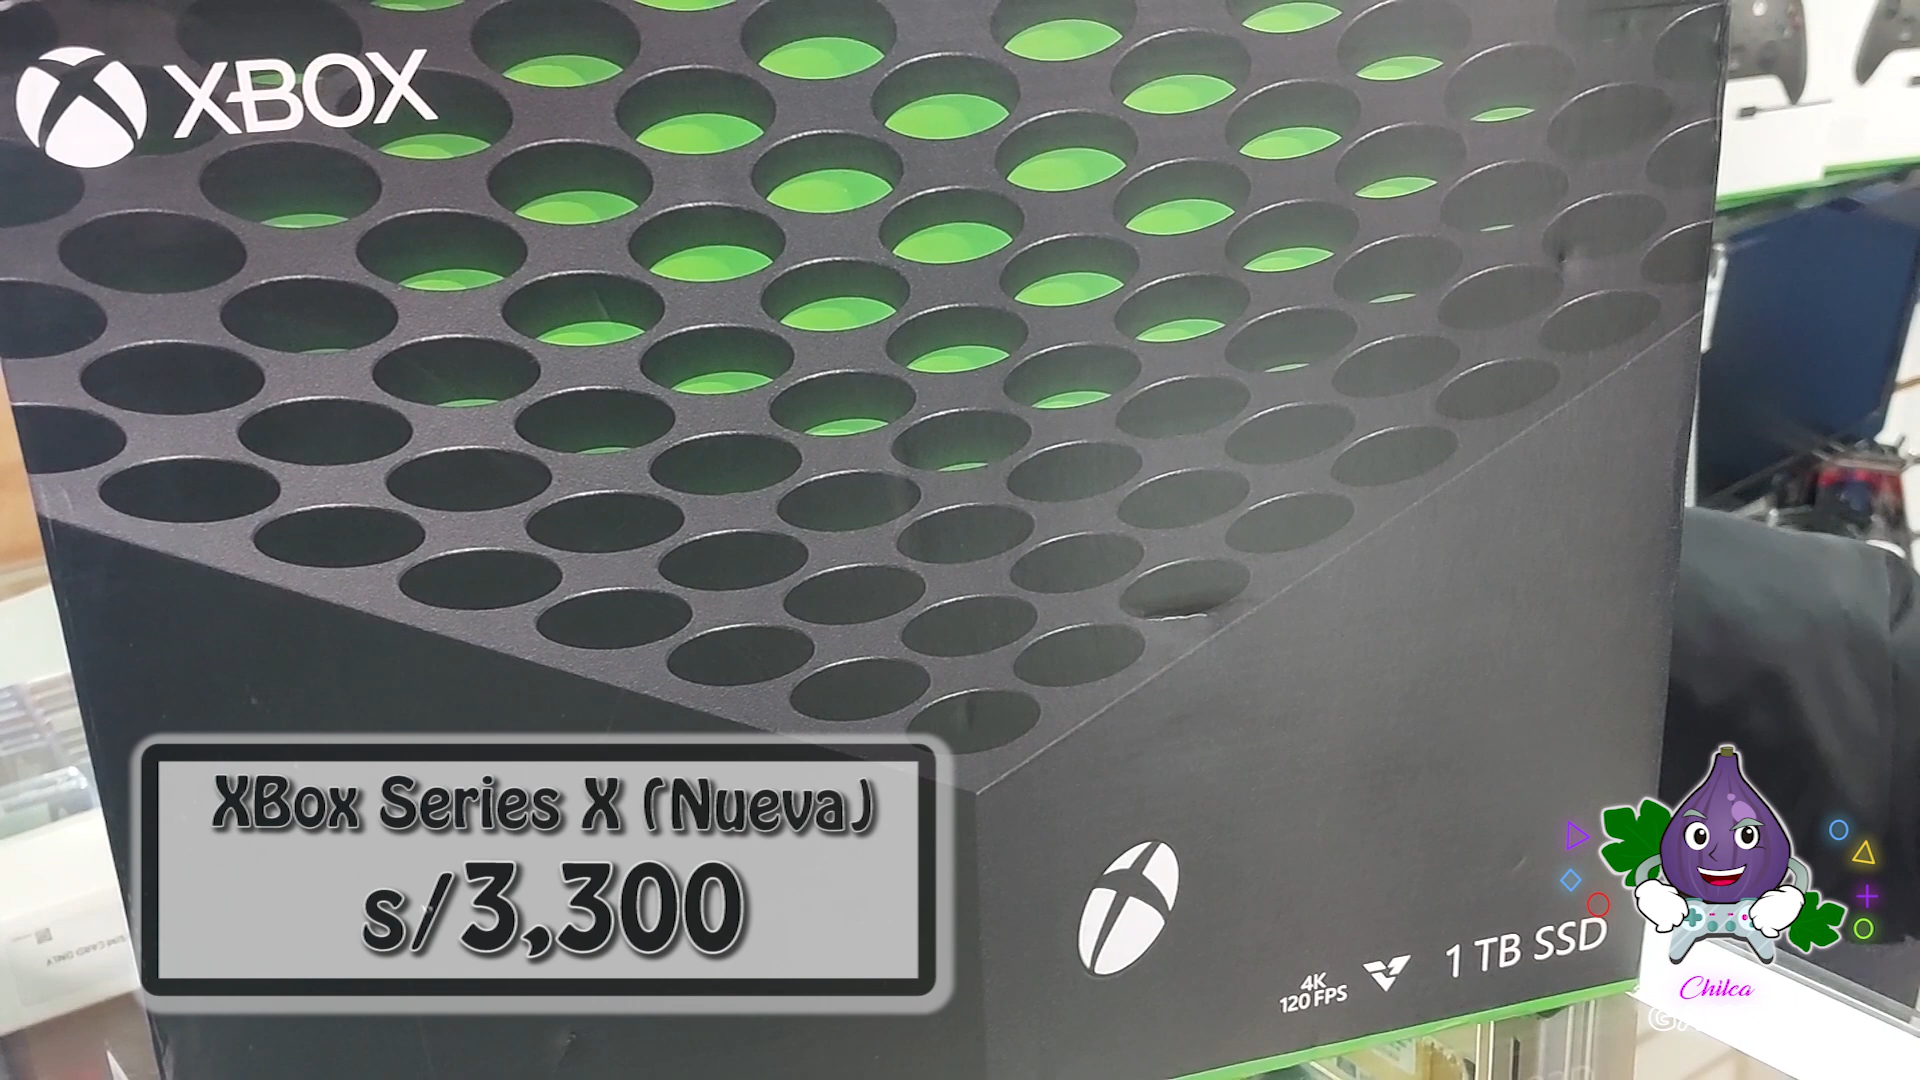 XBOX
XBox Series X (Nueva)
s/3,300
4K
120 FPS
1 TB SSD
Chilca